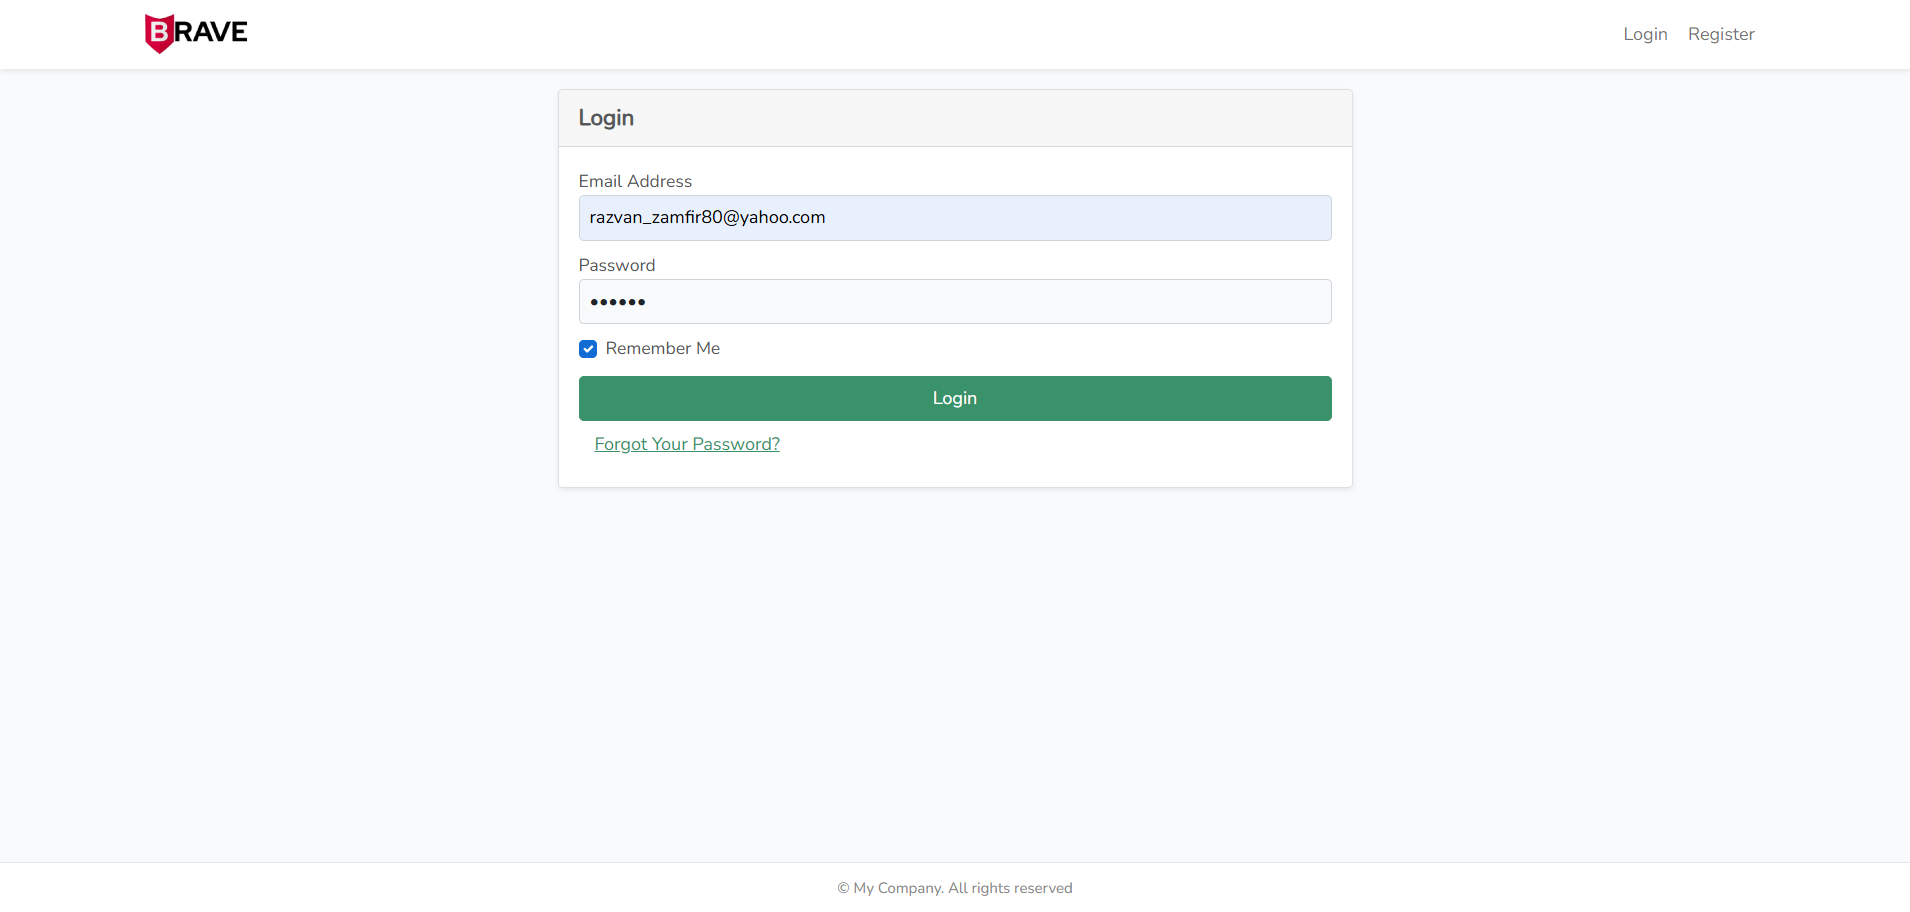 BRAVE
Login Register
Login
Email Address
razvan_zamfir80@yahoo.com
Password
••••••
Remember Me
Login
Forgot Your Password?
© My Company. All rights reserved